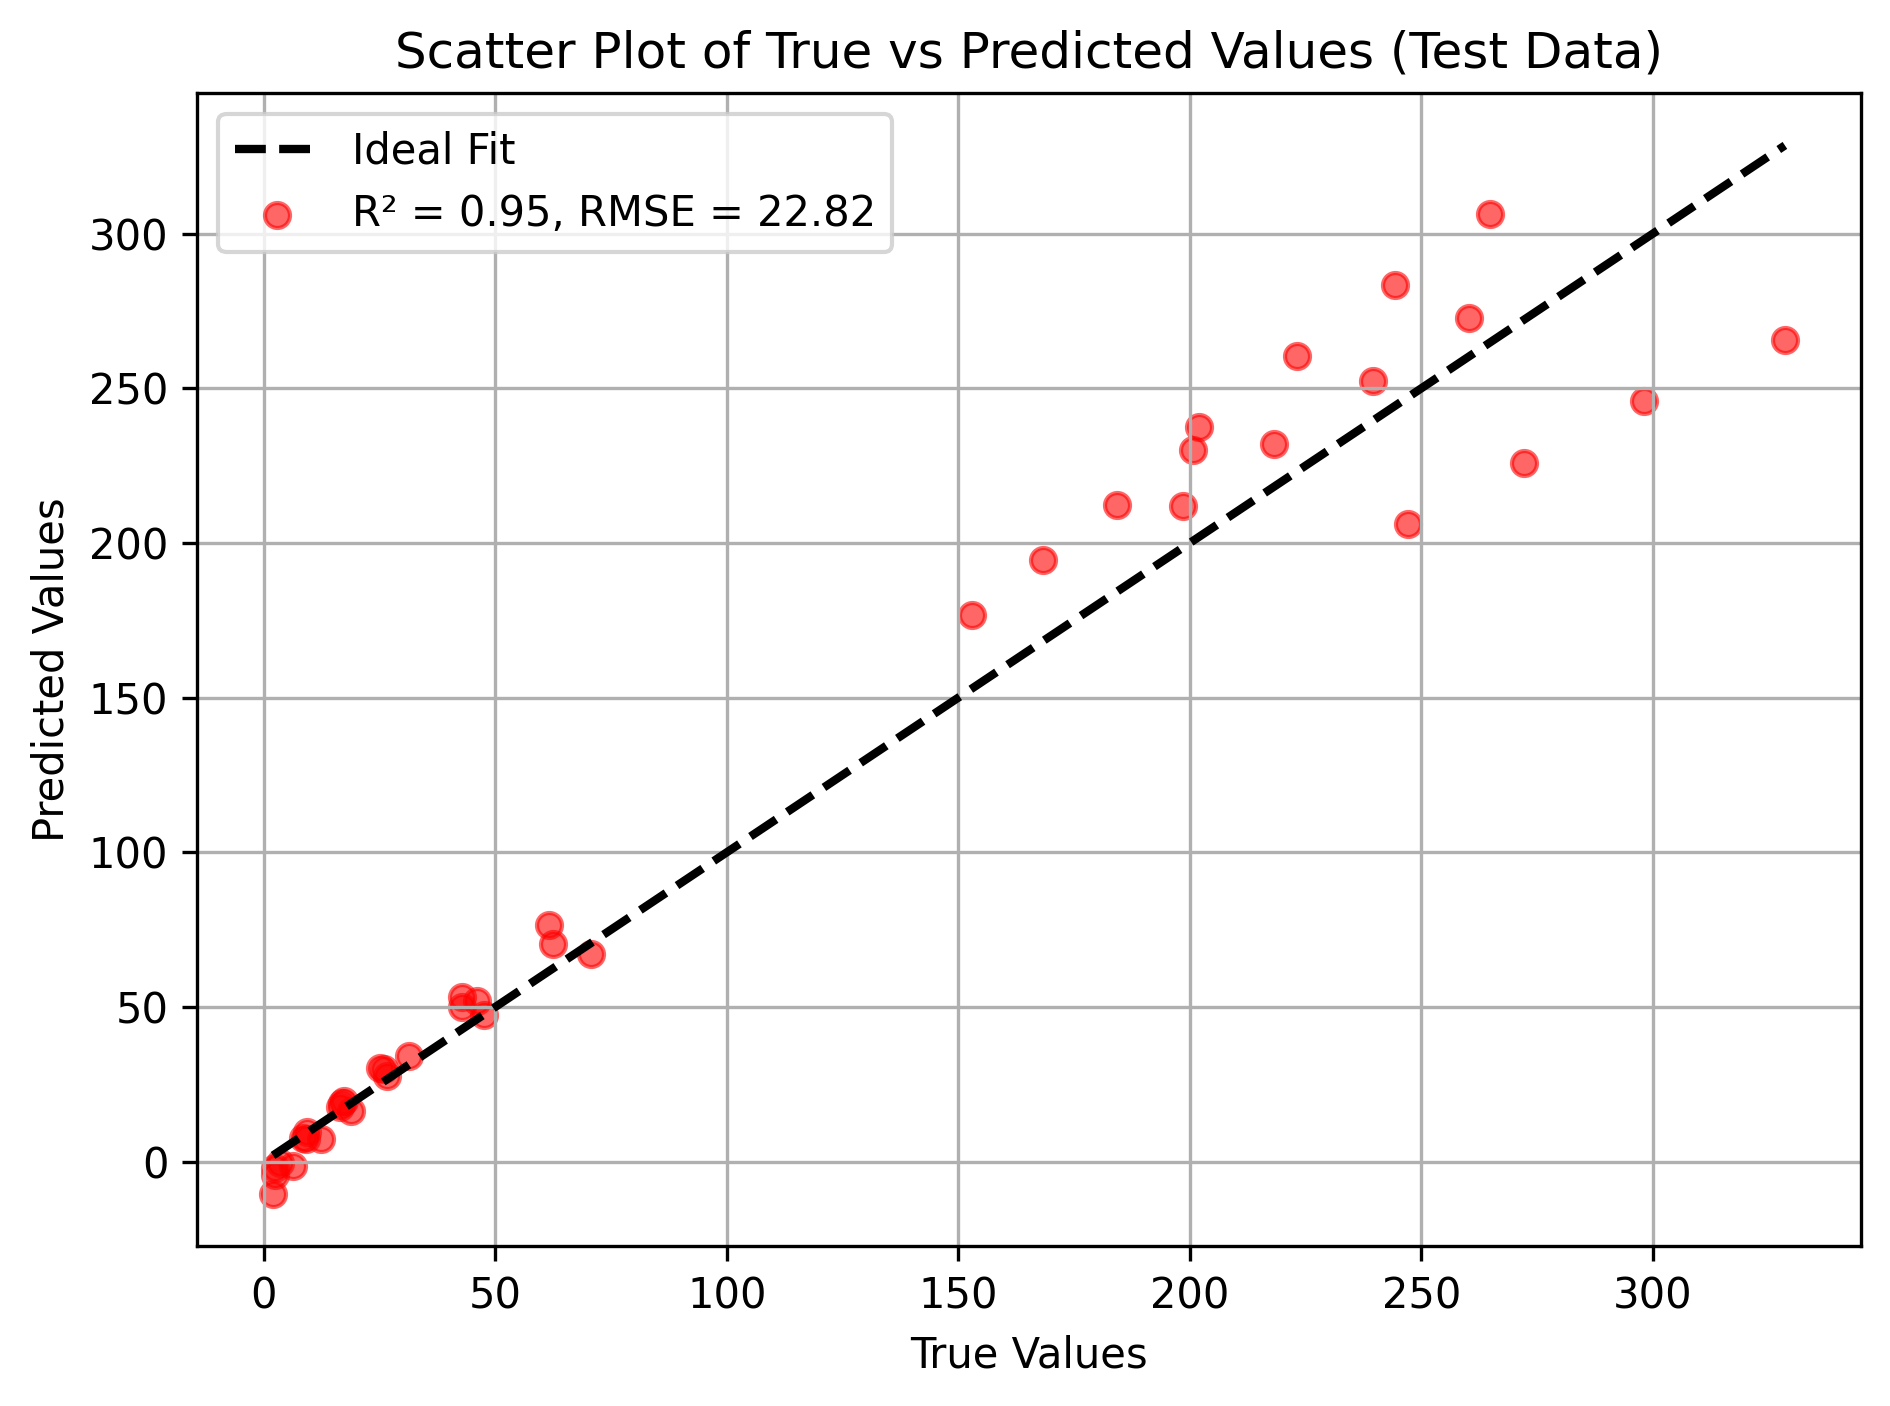 Scatter Plot of True vs Predicted Values (Test Data)
Ideal Fit
R² = 0.95, RMSE = 22.82
300
250
200
150
100
50
0
Predicted Values
0 50 100 150 200 250 300
True Values